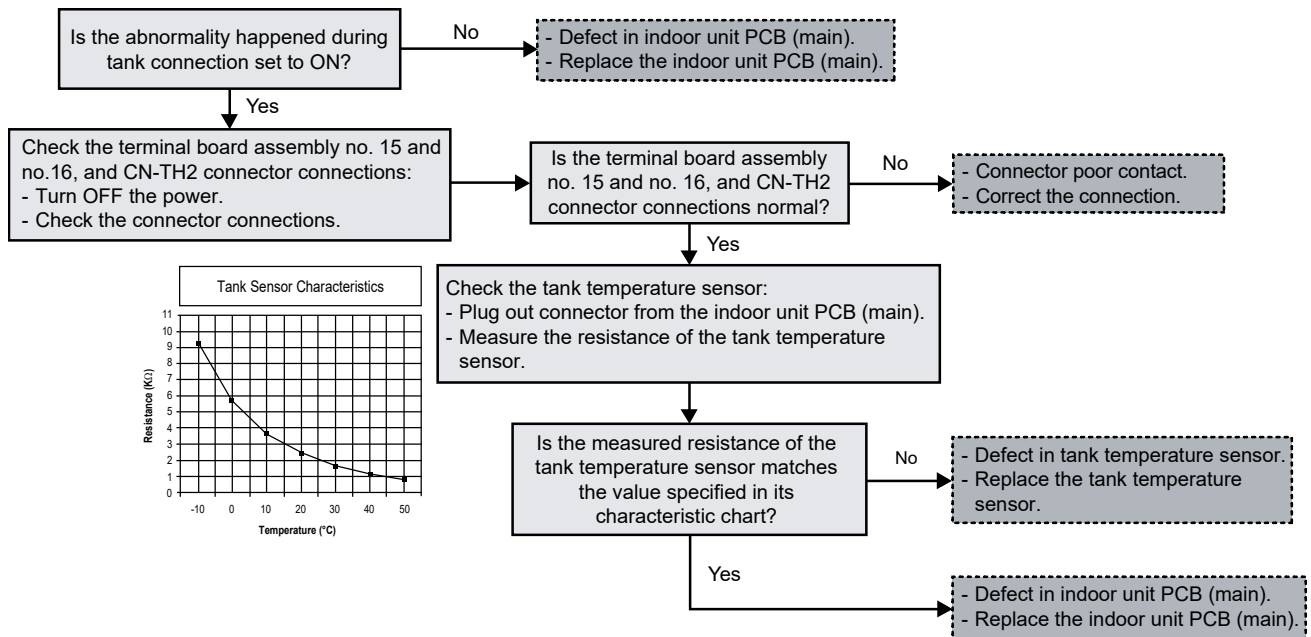 Is the abnormality happened during
tank connection set to ON?
No
- Defect in indoor unit PCB (main).
- Replace the indoor unit PCB (main).
Yes
Check the terminal board assembly no. 15 and
no.16, and CN-TH2 connector connections:
- Turn OFF the power.
- Check the connector connections.
Is the terminal board assembly
no. 15 and no. 16, and CN-TH2
connector connections normal?
No
- Connector poor contact.
- Correct the connection.
Yes
Check the tank temperature sensor:
- Plug out connector from the indoor unit PCB (main).
- Measure the resistance of the tank temperature
sensor.
Tank Sensor Characteristics
11
10
9
8
7
6
5
4
3
2
1
0
Resistance (KΩ)
-10 0 10 20 30 40 50
Temperature (°C)
Is the measured resistance of the
tank temperature sensor matches
the value specified in its
characteristic chart?
No
- Defect in tank temperature sensor.
- Replace the tank temperature
sensor.
Yes
- Defect in indoor unit PCB (main).
- Replace the indoor unit PCB (main).